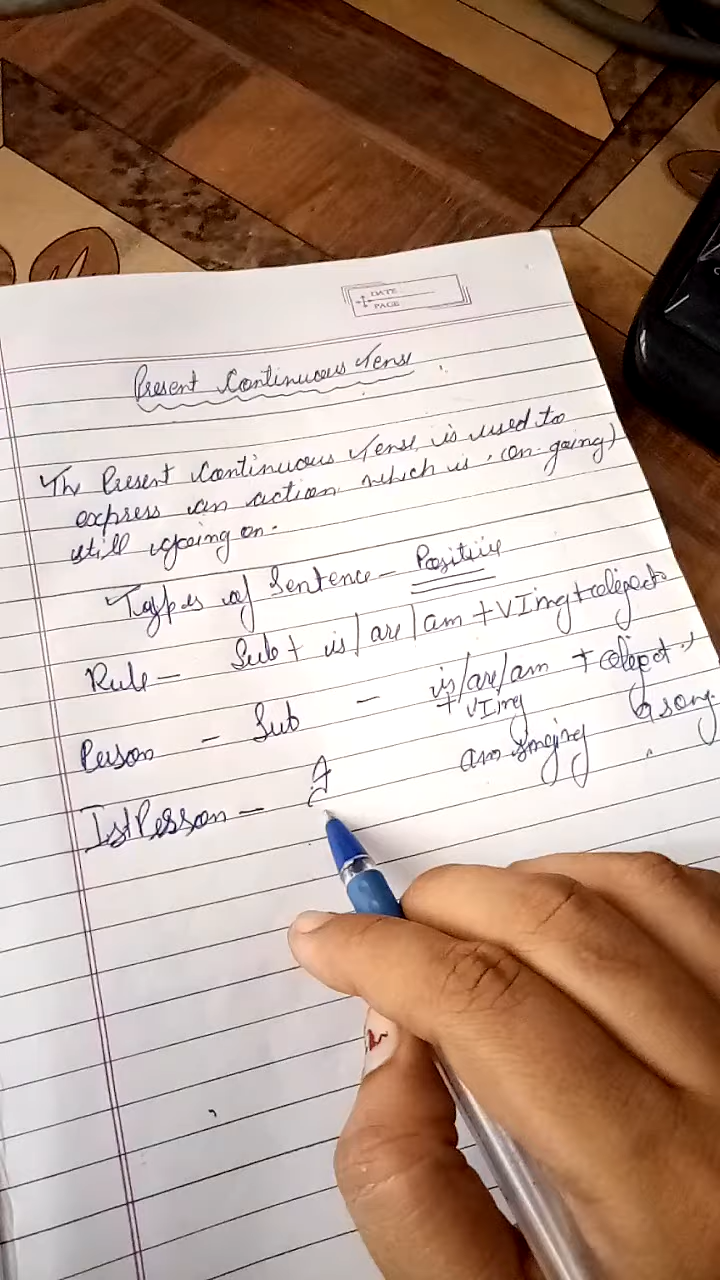 DATE
PAGE
Present Continuous Tense
The Present Continuous Tense is used to
express an action which is (on-going)
still going on.
Types of Sentence - Positive
Rule - Sub + is/are/am + VIing + object
Person - Sub - is/are/am + object
+ VIing
Ist Person - I am singing a song